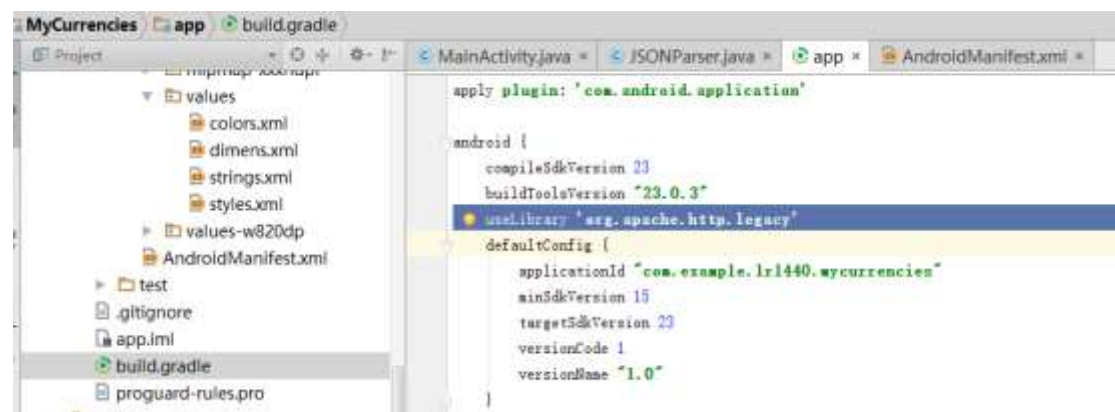 MyCurrencies app build.gradle
Project
MainActivity.java JSONParser.java app AndroidManifest.xml
values
colors.xml
dimens.xml
strings.xml
styles.xml
values-w820dp
AndroidManifest.xml
test
.gitignore
app.iml
build.gradle
proguard-rules.pro
apply plugin: 'com.android.application'
android {
compileSdkVersion 23
buildToolsVersion "23.0.3"
useLibrary 'org.apache.http.legacy'
defaultConfig {
applicationId "com.example.lr1440.mycurrencies"
minSdkVersion 15
targetSdkVersion 23
versionCode 1
versionName "1.0"
}